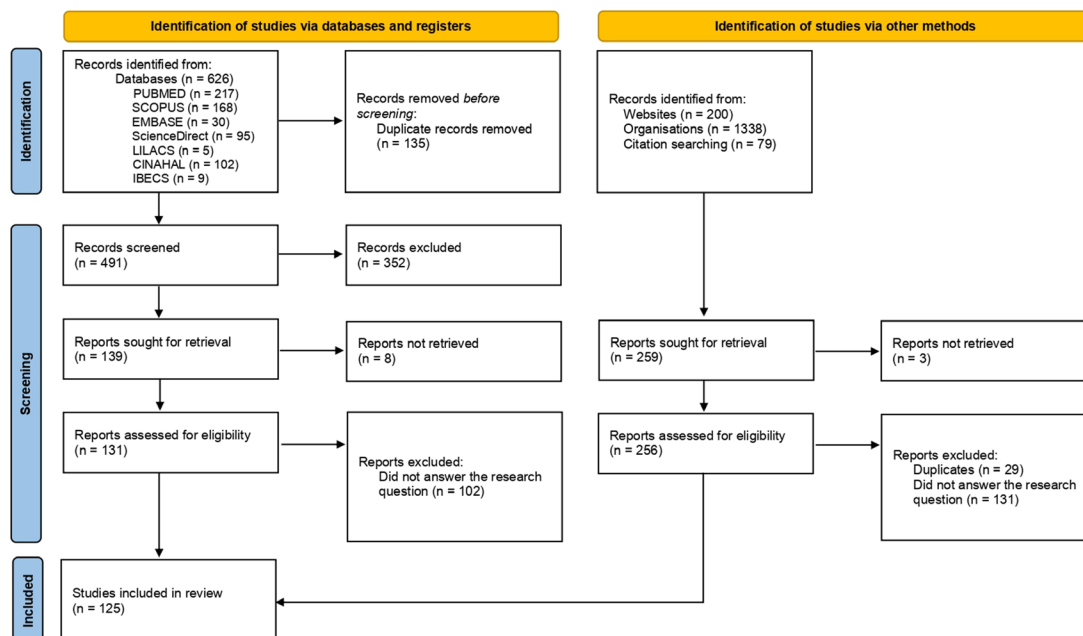 Identification of studies via databases and registers
Identification of studies via other methods
Identification
Records identified from:
Databases (n = 626)
PUBMED (n = 217)
SCOPUS (n = 168)
EMBASE (n = 30)
ScienceDirect (n = 95)
LILACS (n = 5)
CINAHAL (n = 102)
IBECS (n = 9)
Records removed before
screening:
Duplicate records removed
(n = 135)
Records identified from:
Websites (n = 200)
Organisations (n = 1338)
Citation searching (n = 79)
Screening
Records screened
(n = 491)
Records excluded
(n = 352)
Reports sought for retrieval
(n = 139)
Reports not retrieved
(n = 8)
Reports sought for retrieval
(n = 259)
Reports not retrieved
(n = 3)
Reports assessed for eligibility
(n = 131)
Reports excluded:
Did not answer the research
question (n = 102)
Reports assessed for eligibility
(n = 256)
Reports excluded:
Duplicates (n = 29)
Did not answer the research
question (n = 131)
Included
Studies included in review
(n = 125)